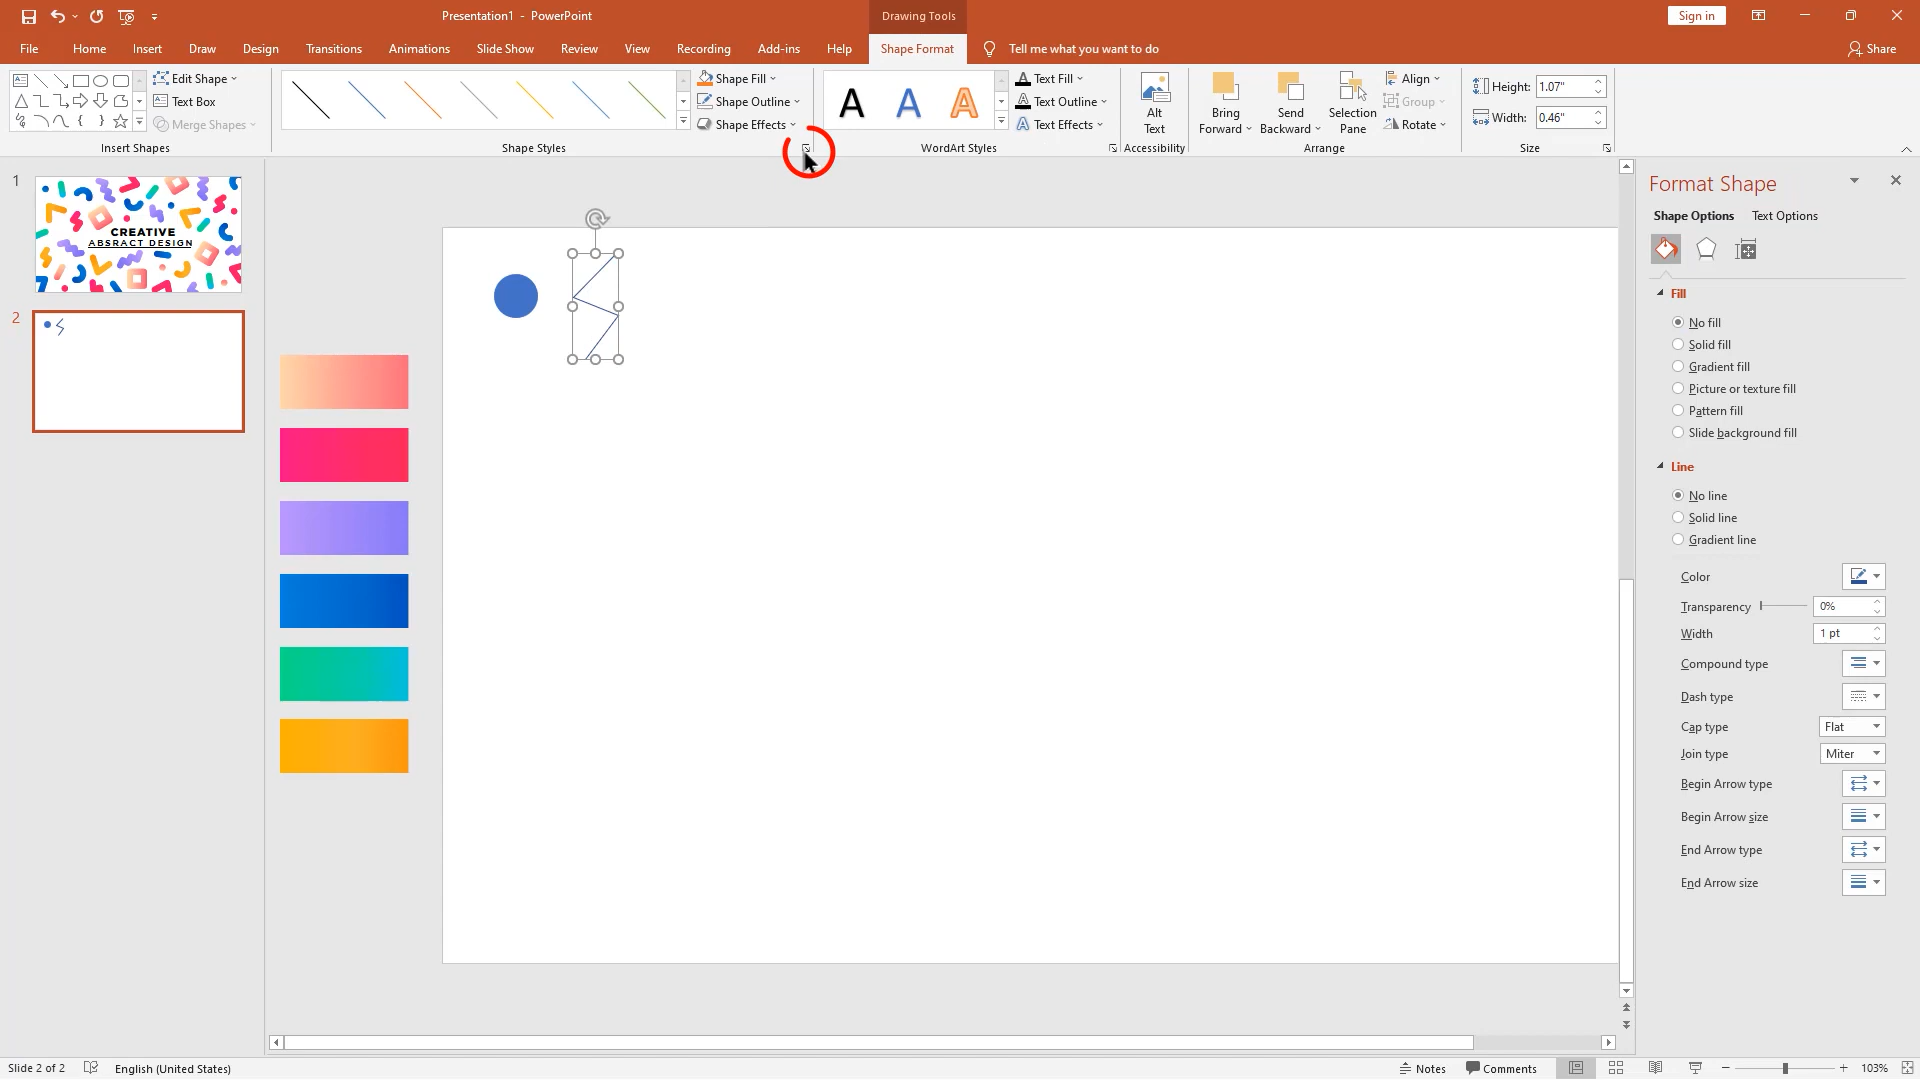 Presentation1 - PowerPoint
Drawing Tools
Sign in
File Home Insert Draw Design Transitions Animations Slide Show Review View Recording Add-ins Help Shape Format Tell me what you want to do Share
Edit Shape
Text Box
Merge Shapes
Insert Shapes
Shape Fill
Shape Outline
Shape Effects
Shape Styles
A A A
Text Fill
Text Outline
Text Effects
WordArt Styles
Alt Text
Accessibility
Bring Forward
Send Backward
Selection Pane
Align
Group
Rotate
Arrange
Height: 1.07"
Width: 0.46"
Size
1
CREATIVE
ABSRACT DESIGN
2
Format Shape
Shape Options Text Options
Fill
No fill
Solid fill
Gradient fill
Picture or texture fill
Pattern fill
Slide background fill
Line
No line
Solid line
Gradient line
Color
Transparency 0%
Width 1 pt
Compound type
Dash type
Cap type Flat
Join type Miter
Begin Arrow type
Begin Arrow size
End Arrow type
End Arrow size
Slide 2 of 2 English (United States) Notes Comments 103%